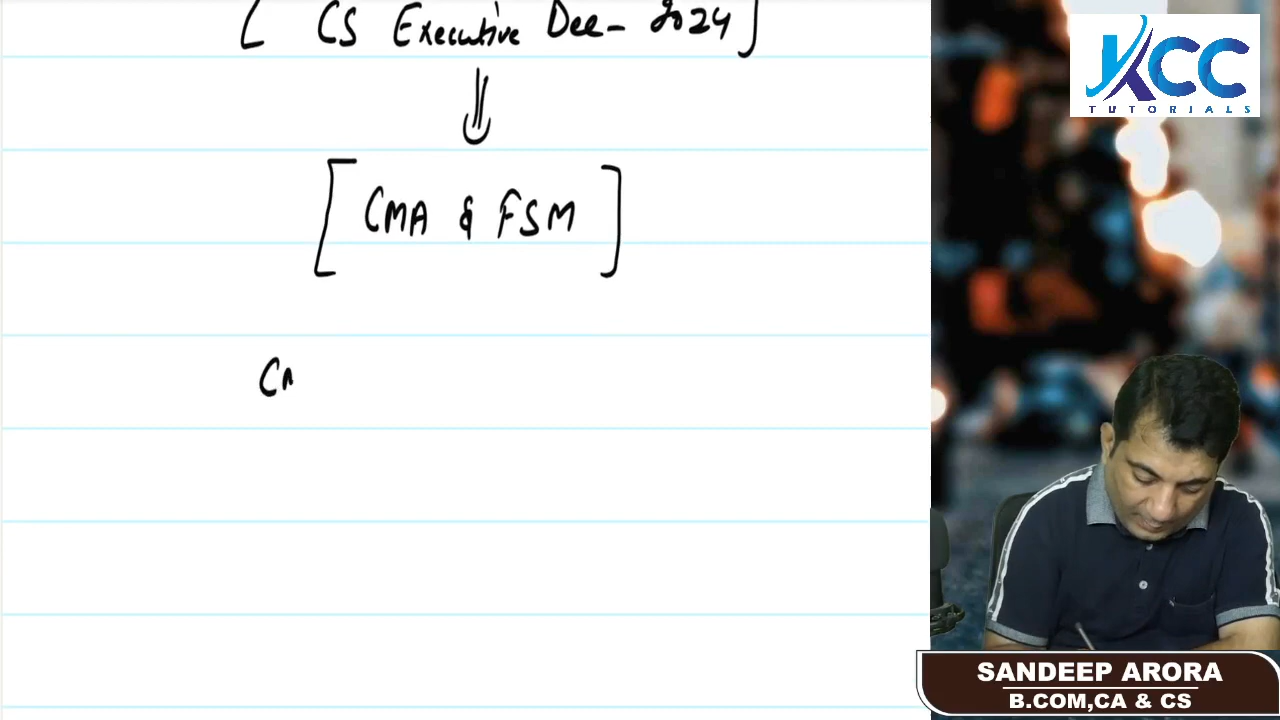 [ CS Executive Dec- 2024 ]
[ CMA & FSM ]
KCC
TUTORIALS
SANDEEP ARORA
B.COM,CA & CS